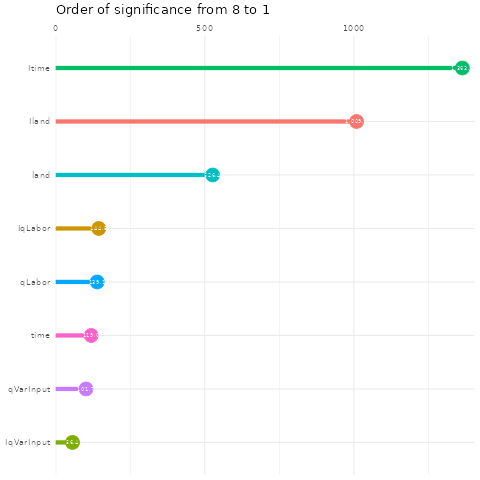 Order of significance from 8 to 1
0 500 1000
ltime
lland
land
lqLabor
qLabor
time
qVarInput
lqVarInput